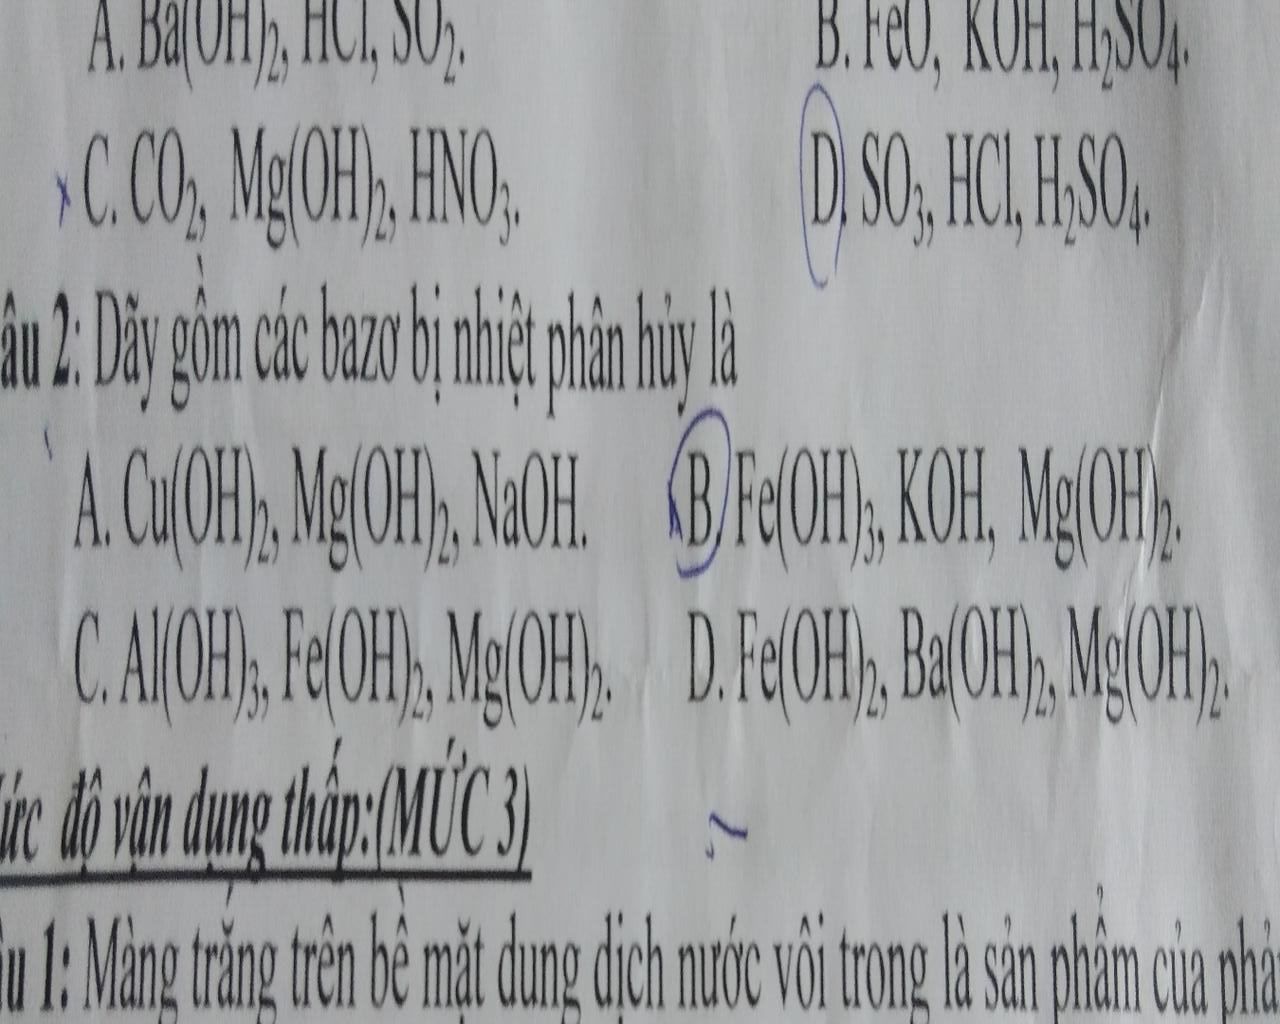 A. Ba(OH)₂, HCl, SO₂. B. FeO, KOH, H₂SO₄.
C. CO₂, Mg(OH)₂, HNO₃. D. SO₃, HCl, H₂SO₄.
âu 2: Dãy gồm các bazơ bị nhiệt phân hủy là
A. Cu(OH)₂, Mg(OH)₂, NaOH. B. Fe(OH)₃, KOH, Mg(OH)₂.
C. Al(OH)₃, Fe(OH)₂, Mg(OH)₂. D. Fe(OH)₂, Ba(OH)₂, Mg(OH)₂.
ức độ vận dụng thấp:(MỨC 3)
u 1: Màng trắng trên bề mặt dung dịch nước vôi trong là sản phẩm của phả